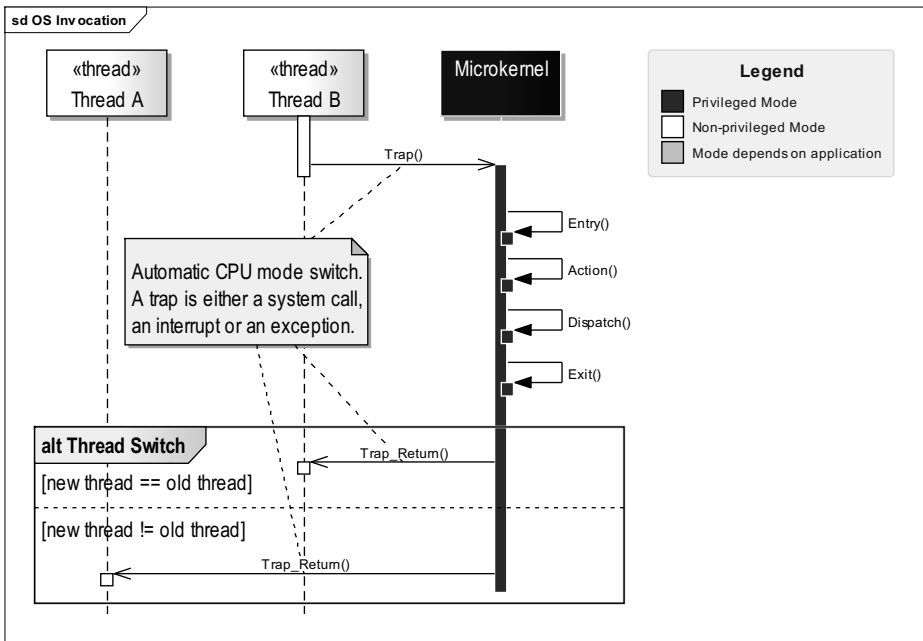 sd OS Invocation
«thread»
Thread A
«thread»
Thread B
Microkernel
Legend
Privileged Mode
Non-privileged Mode
Mode depends on application
Trap()
Entry()
Action()
Dispatch()
Exit()
Automatic CPU mode switch.
A trap is either a system call,
an interrupt or an exception.
alt Thread Switch
Trap_Return()
[new thread == old thread]
[new thread != old thread]
Trap_Return()